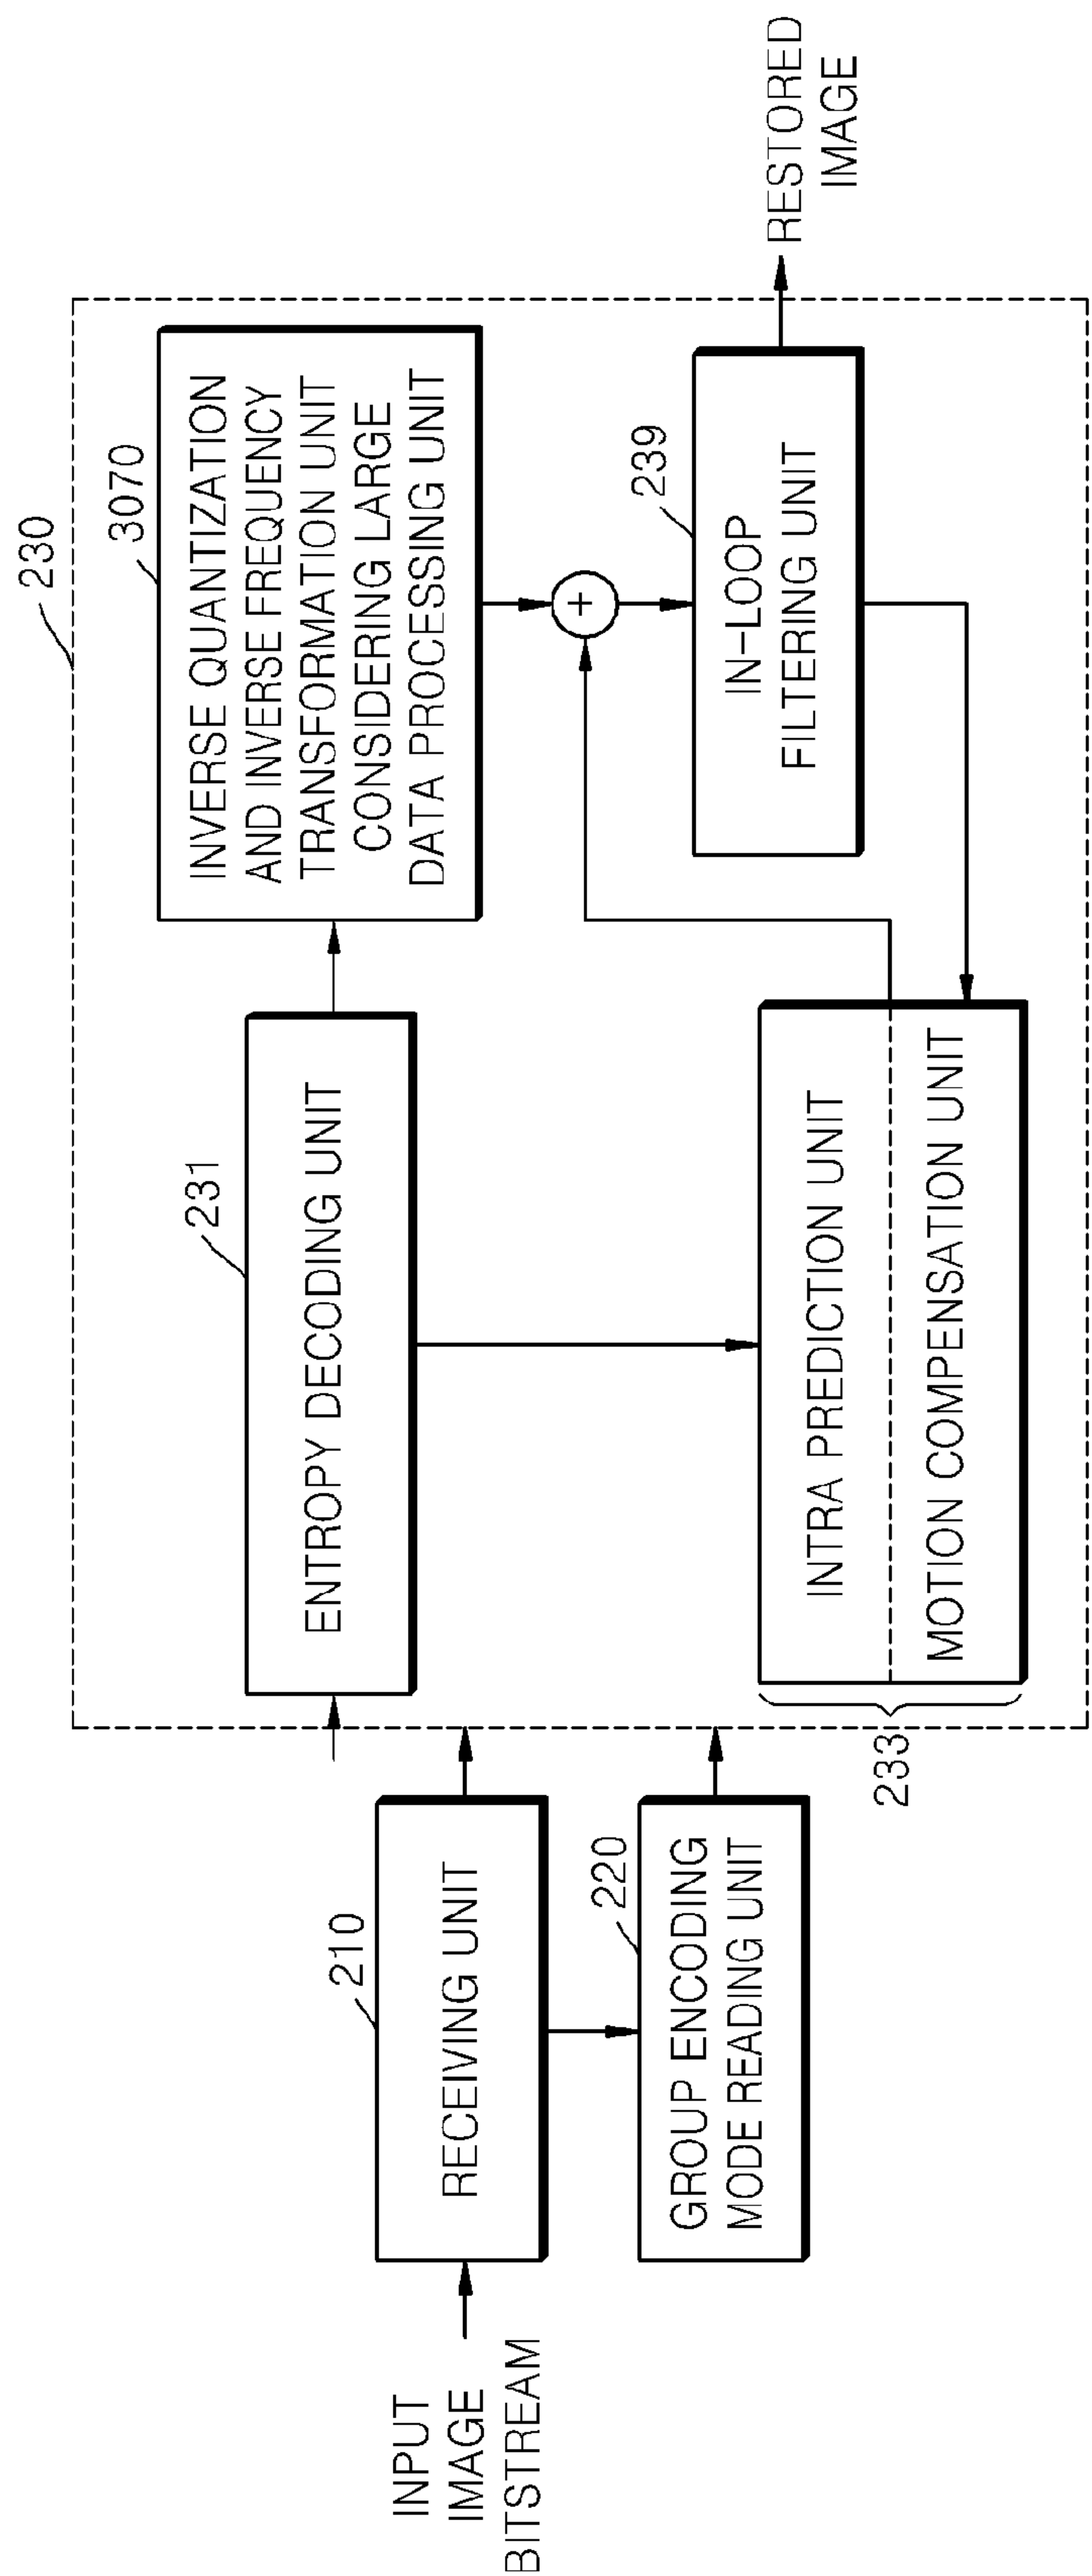 INPUT
IMAGE
BITSTREAM
210
RECEIVING UNIT
220
GROUP ENCODING
MODE READING UNIT
230
231
ENTROPY DECODING UNIT
3070
INVERSE QUANTIZATION
AND INVERSE FREQUENCY
TRANSFORMATION UNIT
CONSIDERING LARGE
DATA PROCESSING UNIT
+
233
INTRA PREDICTION UNIT
MOTION COMPENSATION UNIT
239
IN-LOOP
FILTERING UNIT
RESTORED
IMAGE